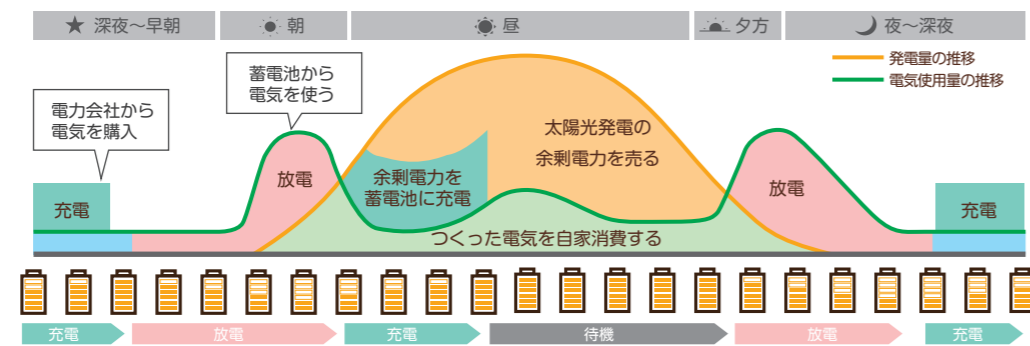 深夜～早朝
朝
昼
夕方
夜～深夜
発電量の推移
電気使用量の推移
電力会社から
電気を購入
蓄電池から
電気を使う
太陽光発電の
余剰電力を売る
充電
放電
余剰電力を
蓄電池に充電
放電
充電
つくった電気を自家消費する
充電
放電
充電
待機
放電
充電